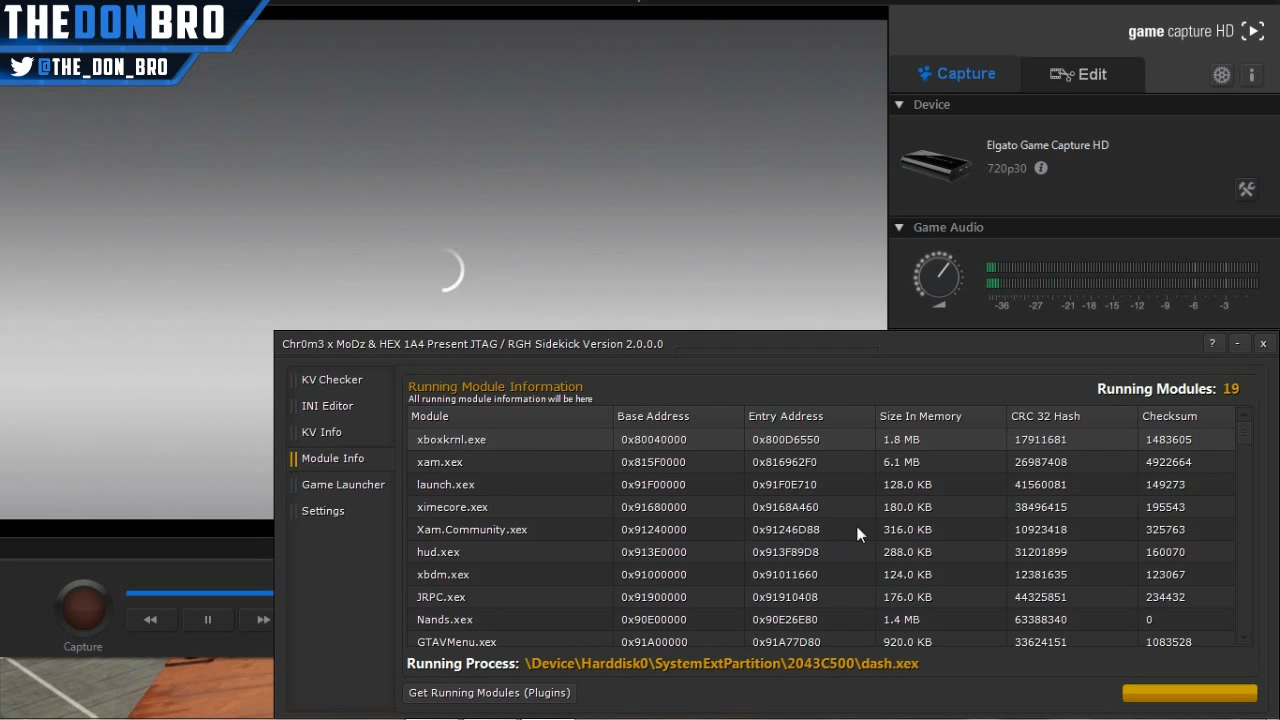 THEDONBRO
@THE_DON_BRO
game capture HD
Capture
Edit
Device
Elgato Game Capture HD
720p30
Game Audio
-36 -27 -21 -18 -15 -12 -9 -6 -3
Chr0m3 x MoDz & HEX 1A4 Present JTAG / RGH Sidekick Version 2.0.0.0
? - x
KV Checker
INI Editor
KV Info
Module Info
Game Launcher
Settings
Running Module Information
All running module information will be here
Running Modules: 19
Module Base Address Entry Address Size In Memory CRC 32 Hash Checksum
xboxkrnl.exe 0x80040000 0x800D6550 1.8 MB 17911681 1483605
xam.xex 0x815F0000 0x816962F0 6.1 MB 26987408 4922664
launch.xex 0x91F00000 0x91F0E710 128.0 KB 41560081 149273
ximecore.xex 0x91680000 0x9168A460 180.0 KB 38496415 195543
Xam.Community.xex 0x91240000 0x91246D88 316.0 KB 10923418 325763
hud.xex 0x913E0000 0x913F89D8 288.0 KB 31201899 160070
xbdm.xex 0x91000000 0x91011660 124.0 KB 12381635 123067
JRPC.xex 0x91900000 0x91910408 176.0 KB 44325851 234432
Nands.xex 0x90E00000 0x90E26E80 1.4 MB 63388340 0
GTAVMenu.xex 0x91A00000 0x91A77D80 920.0 KB 33624151 1083528
Running Process: \Device\Harddisk0\SystemExtPartition\2043C500\dash.xex
Get Running Modules (Plugins)
Capture